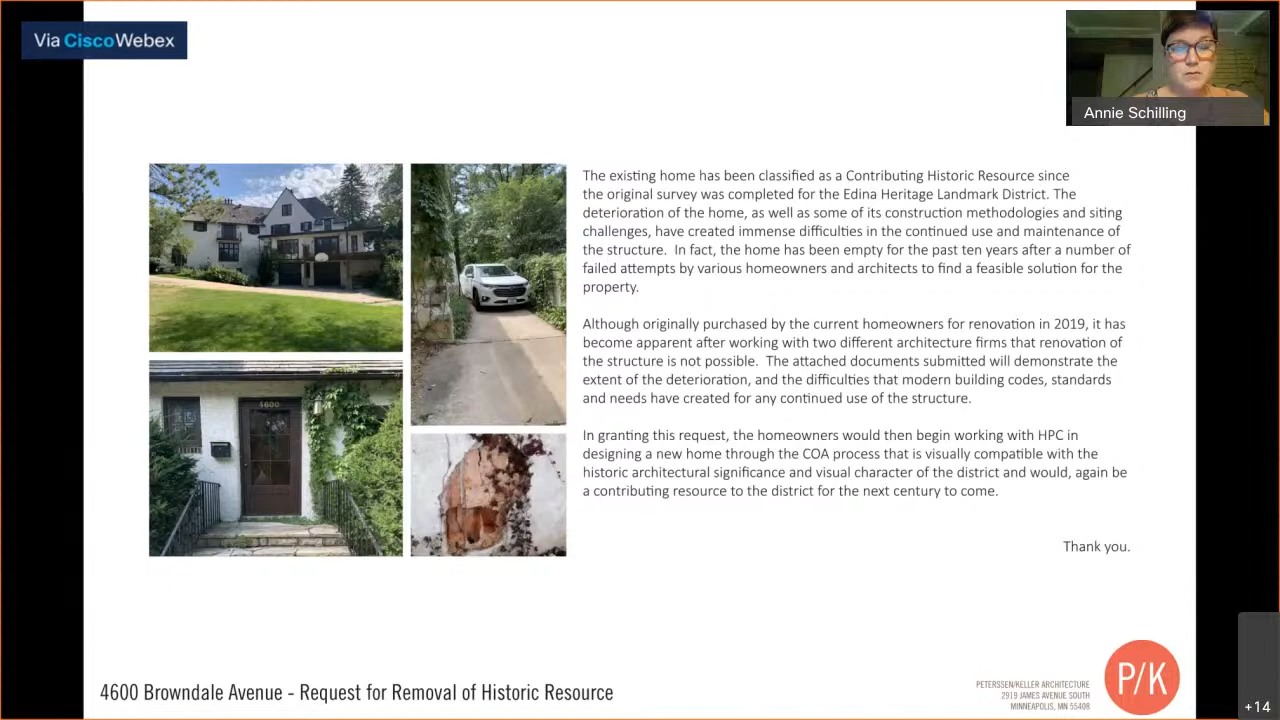 Via CiscoWebex
Annie Schilling
The existing home has been classified as a Contributing Historic Resource since
the original survey was completed for the Edina Heritage Landmark District. The
deterioration of the home, as well as some of its construction methodologies and siting
challenges, have created immense difficulties in the continued use and maintenance of
the structure. In fact, the home has been empty for the past ten years after a number of
failed attempts by various homeowners and architects to find a feasible solution for the
property.
Although originally purchased by the current homeowners for renovation in 2019, it has
become apparent after working with two different architecture firms that renovation of
the structure is not possible. The attached documents submitted will demonstrate the
extent of the deterioration, and the difficulties that modern building codes, standards
and needs have created for any continued use of the structure.
In granting this request, the homeowners would then begin working with HPC in
designing a new home through the COA process that is visually compatible with the
historic architectural significance and visual character of the district and would, again be
a contributing resource to the district for the next century to come.
Thank you.
4600
4600 Browndale Avenue - Request for Removal of Historic Resource
PETERSSEN/KELLER ARCHITECTURE
2919 JAMES AVENUE SOUTH
MINNEAPOLIS, MN 55408
P/K
+14